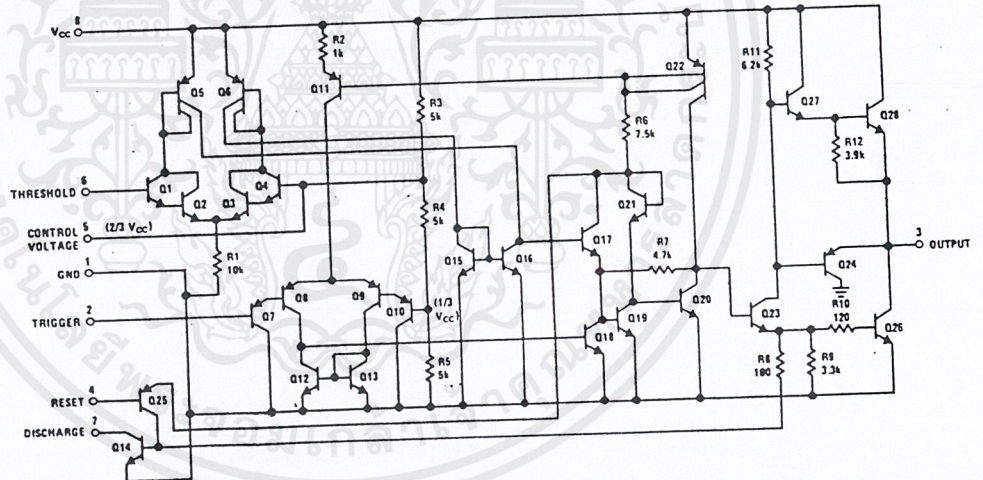 8
VCC
R2
1k
R11
6.2k
Q5
Q6
Q11
Q22
Q27
Q28
R3
5k
R6
7.5k
R12
3.9k
THRESHOLD 6
Q1
Q2
Q3
Q4
Q21
CONTROL VOLTAGE 5 (2/3 VCC)
R4
5k
R7
4.7k
3 OUTPUT
R1
10k
Q15
Q16
Q17
Q24
GND 1
Q8
Q9
Q10
(1/3 VCC)
Q20
Q23
R10
120
TRIGGER 2
Q7
Q19
Q18
Q26
R5
5k
R8
100
R9
3.3k
Q12
Q13
RESET 4
Q25
DISCHARGE 7
Q14